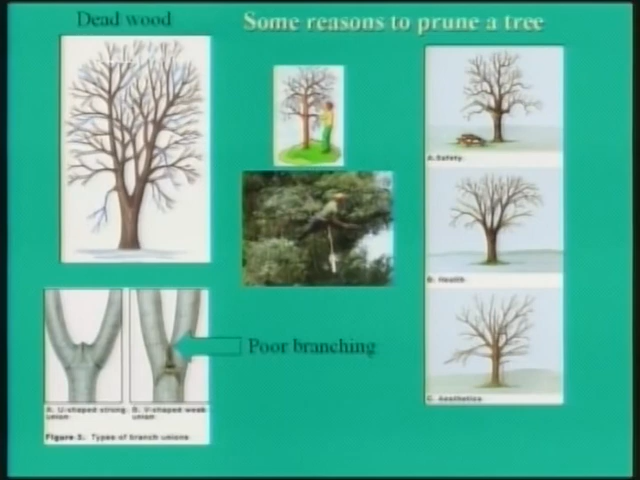 Dead wood
Some reasons to prune a tree
A. Safety
B. Health
C. Aesthetics
Poor branching
A. U-shaped strong union
B. V-shaped weak union
Figure 3. Types of branch unions